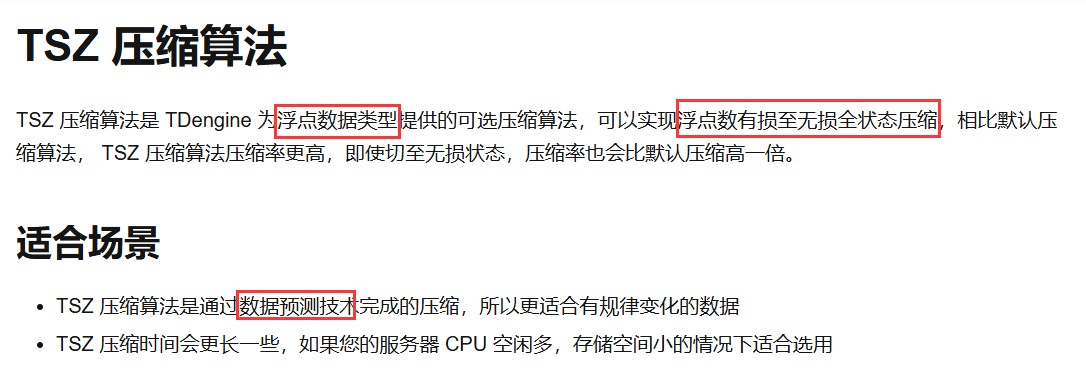 TSZ 压缩算法
TSZ 压缩算法是 TDengine 为浮点数据类型提供的可选压缩算法，可以实现浮点数有损至无损全状态压缩，相比默认压
缩算法， TSZ 压缩算法压缩率更高，即使切至无损状态，压缩率也会比默认压缩高一倍。
适合场景
• TSZ 压缩算法是通过数据预测技术完成的压缩，所以更适合有规律变化的数据
• TSZ 压缩时间会更长一些，如果您的服务器 CPU 空闲多，存储空间小的情况下适合选用